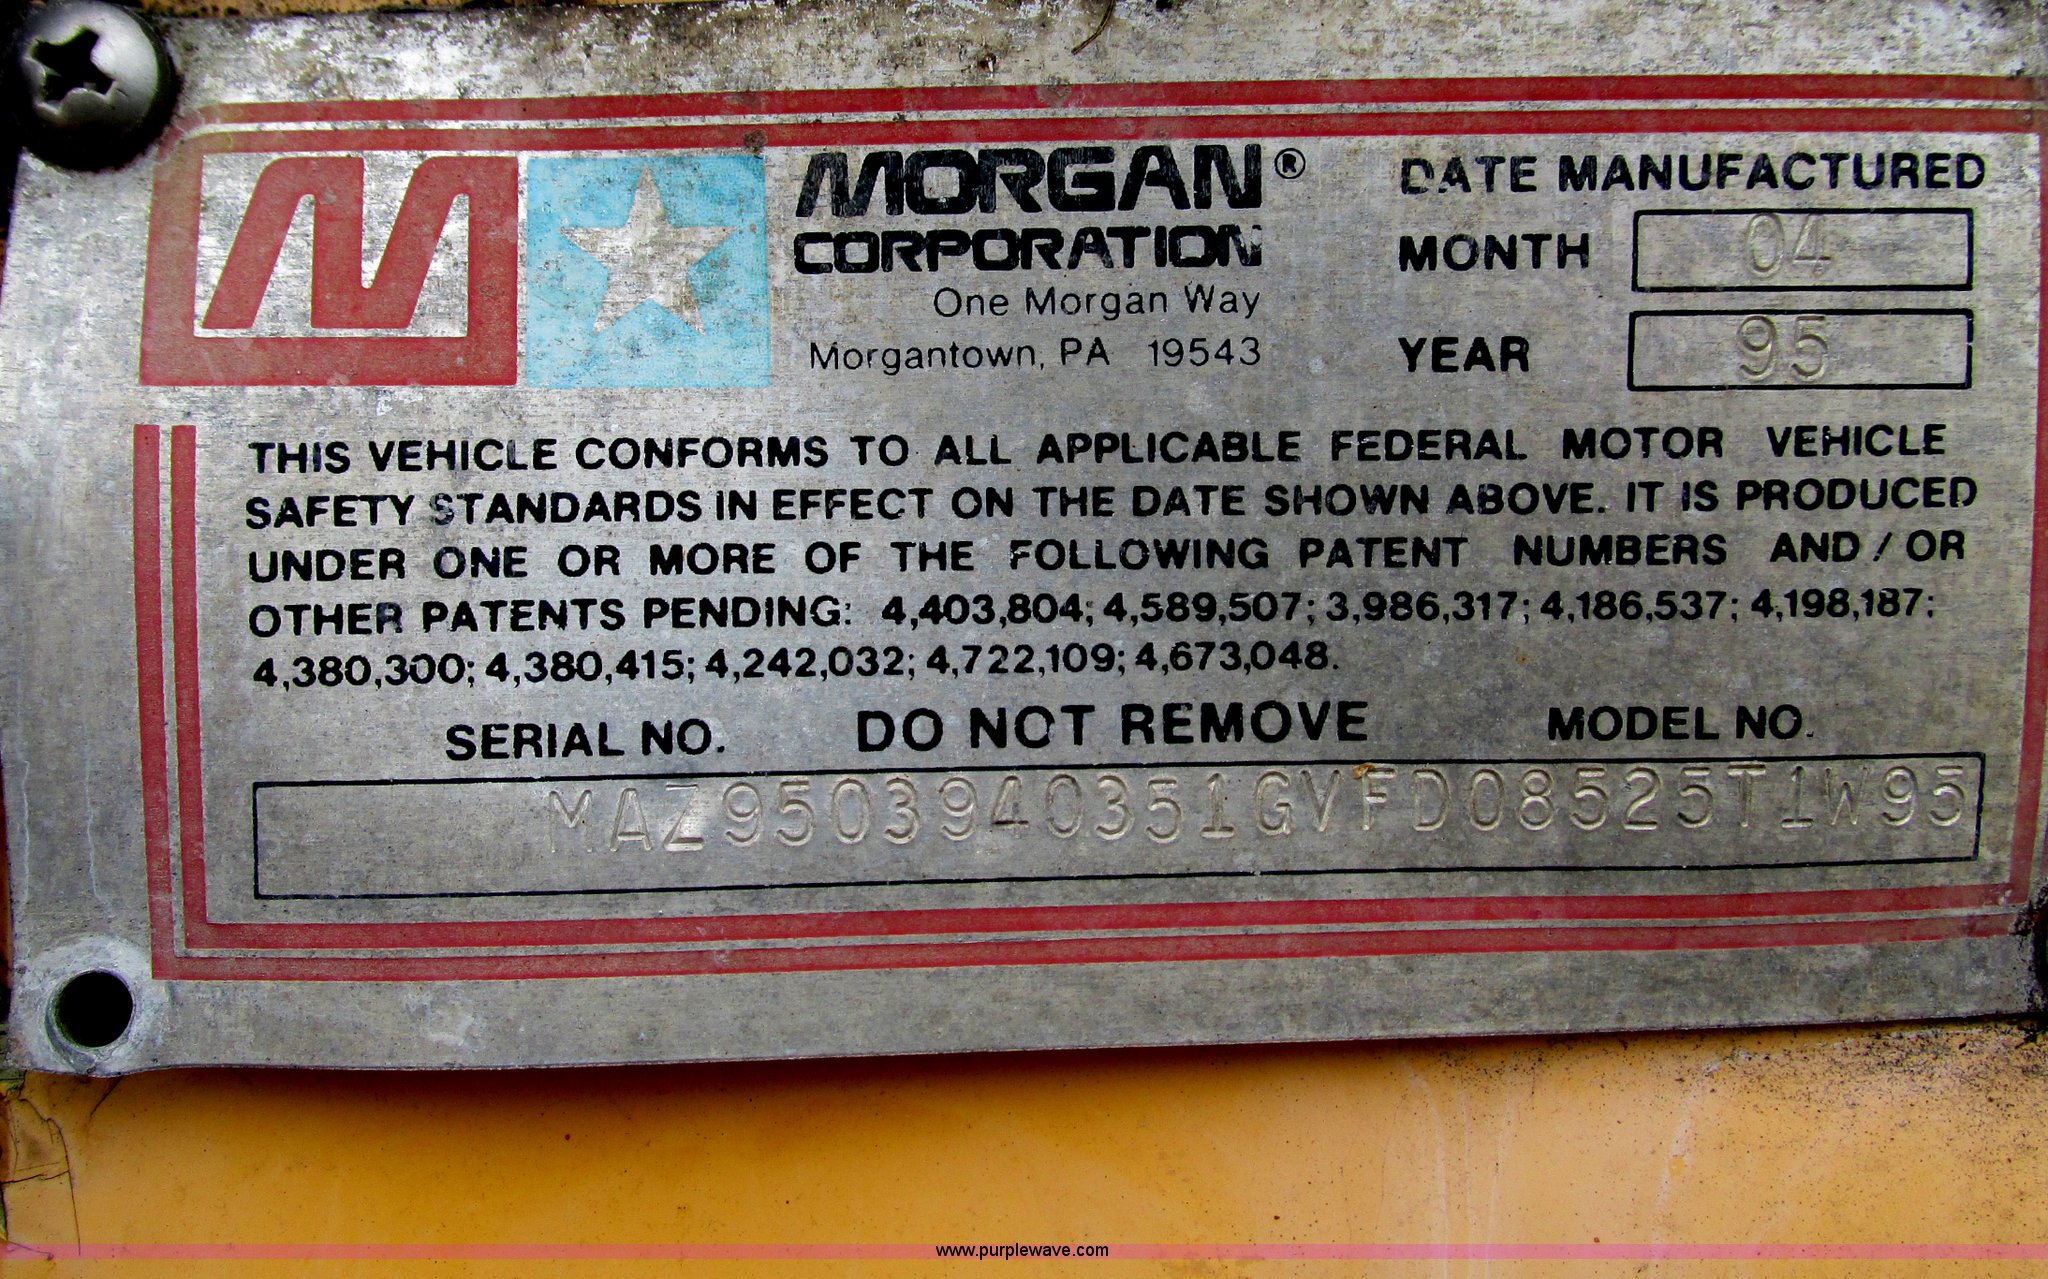 MORGAN®
CORPORATION
One Morgan Way
Morgantown, PA 19543
DATE MANUFACTURED
MONTH 04
YEAR 95
THIS VEHICLE CONFORMS TO ALL APPLICABLE FEDERAL MOTOR VEHICLE
SAFETY STANDARDS IN EFFECT ON THE DATE SHOWN ABOVE. IT IS PRODUCED
UNDER ONE OR MORE OF THE FOLLOWING PATENT NUMBERS AND/OR
OTHER PATENTS PENDING: 4,403,804; 4,589,507; 3,986,317; 4,186,537; 4,198,187;
4,380,300; 4,380,415; 4,242,032; 4,722,109; 4,673,048.
SERIAL NO. DO NOT REMOVE MODEL NO.
MAZ9503940351GVFD08525T1W95
www.purplewave.com